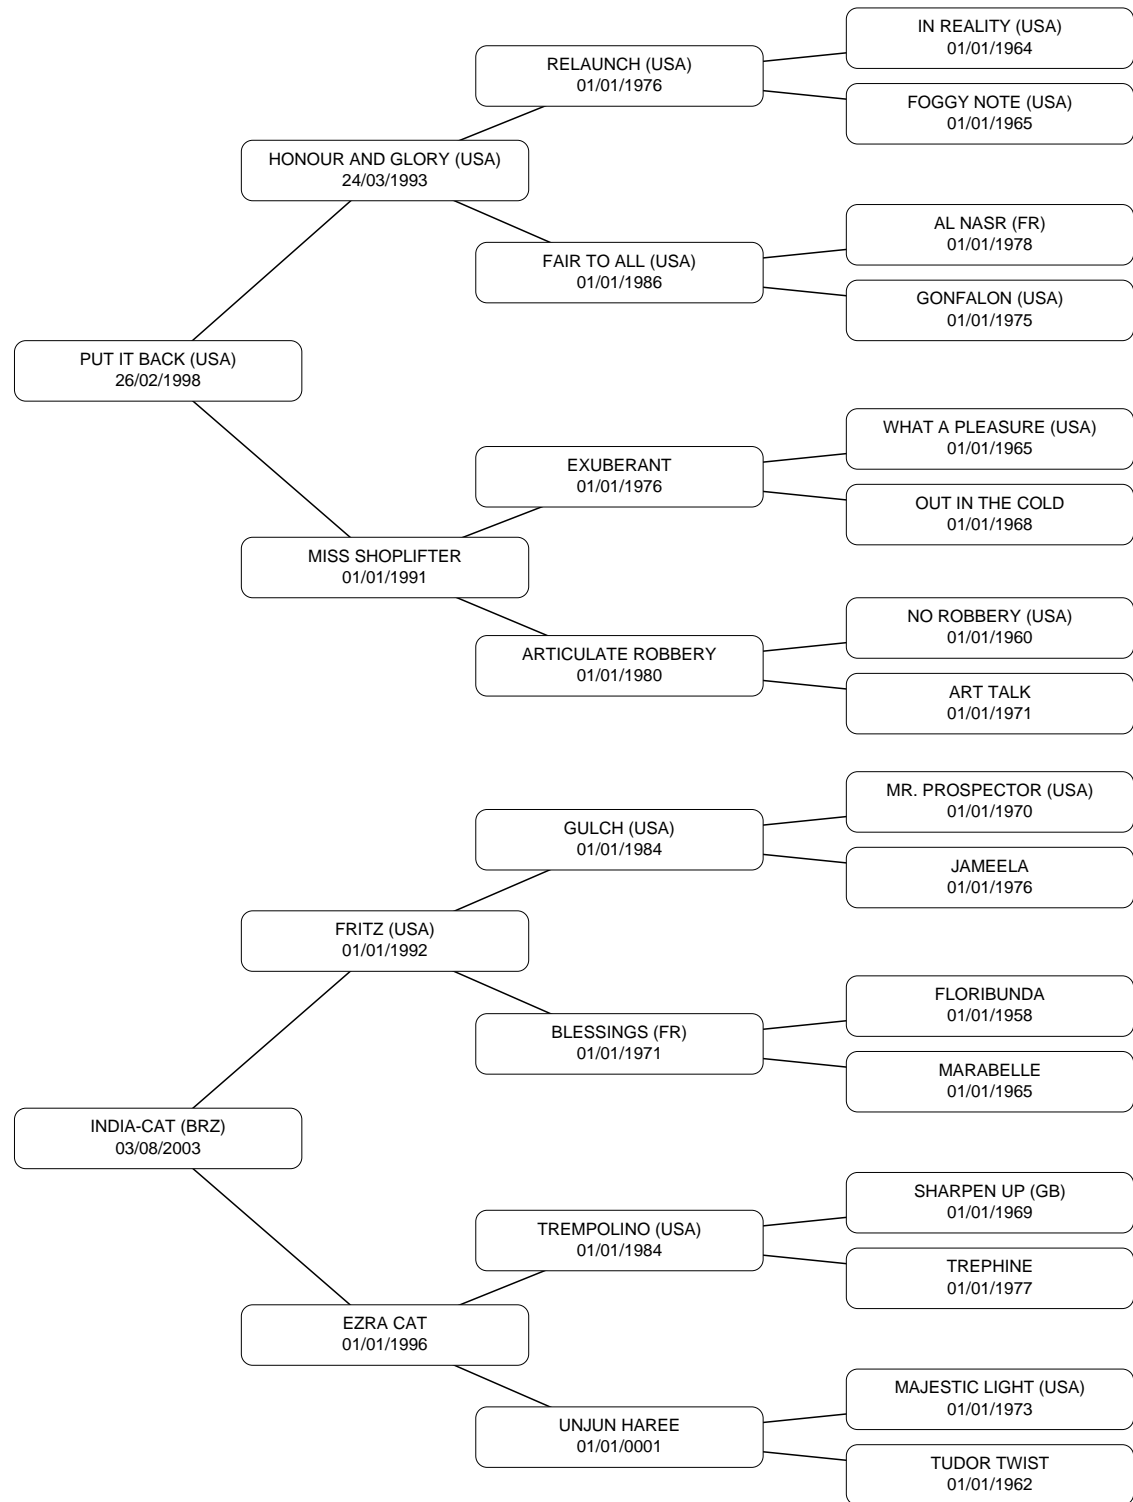 IN REALITY (USA)
01/01/1964
RELAUNCH (USA)
01/01/1976
FOGGY NOTE (USA)
01/01/1965
HONOUR AND GLORY (USA)
24/03/1993
AL NASR (FR)
01/01/1978
FAIR TO ALL (USA)
01/01/1986
GONFALON (USA)
01/01/1975
PUT IT BACK (USA)
26/02/1998
WHAT A PLEASURE (USA)
01/01/1965
EXUBERANT
01/01/1976
OUT IN THE COLD
01/01/1968
MISS SHOPLIFTER
01/01/1991
NO ROBBERY (USA)
01/01/1960
ARTICULATE ROBBERY
01/01/1980
ART TALK
01/01/1971
MR. PROSPECTOR (USA)
01/01/1970
GULCH (USA)
01/01/1984
JAMEELA
01/01/1976
FRITZ (USA)
01/01/1992
FLORIBUNDA
01/01/1958
BLESSINGS (FR)
01/01/1971
MARABELLE
01/01/1965
INDIA-CAT (BRZ)
03/08/2003
SHARPEN UP (GB)
01/01/1969
TREMPOLINO (USA)
01/01/1984
TREPHINE
01/01/1977
EZRA CAT
01/01/1996
MAJESTIC LIGHT (USA)
01/01/1973
UNJUN HAREE
01/01/0001
TUDOR TWIST
01/01/1962